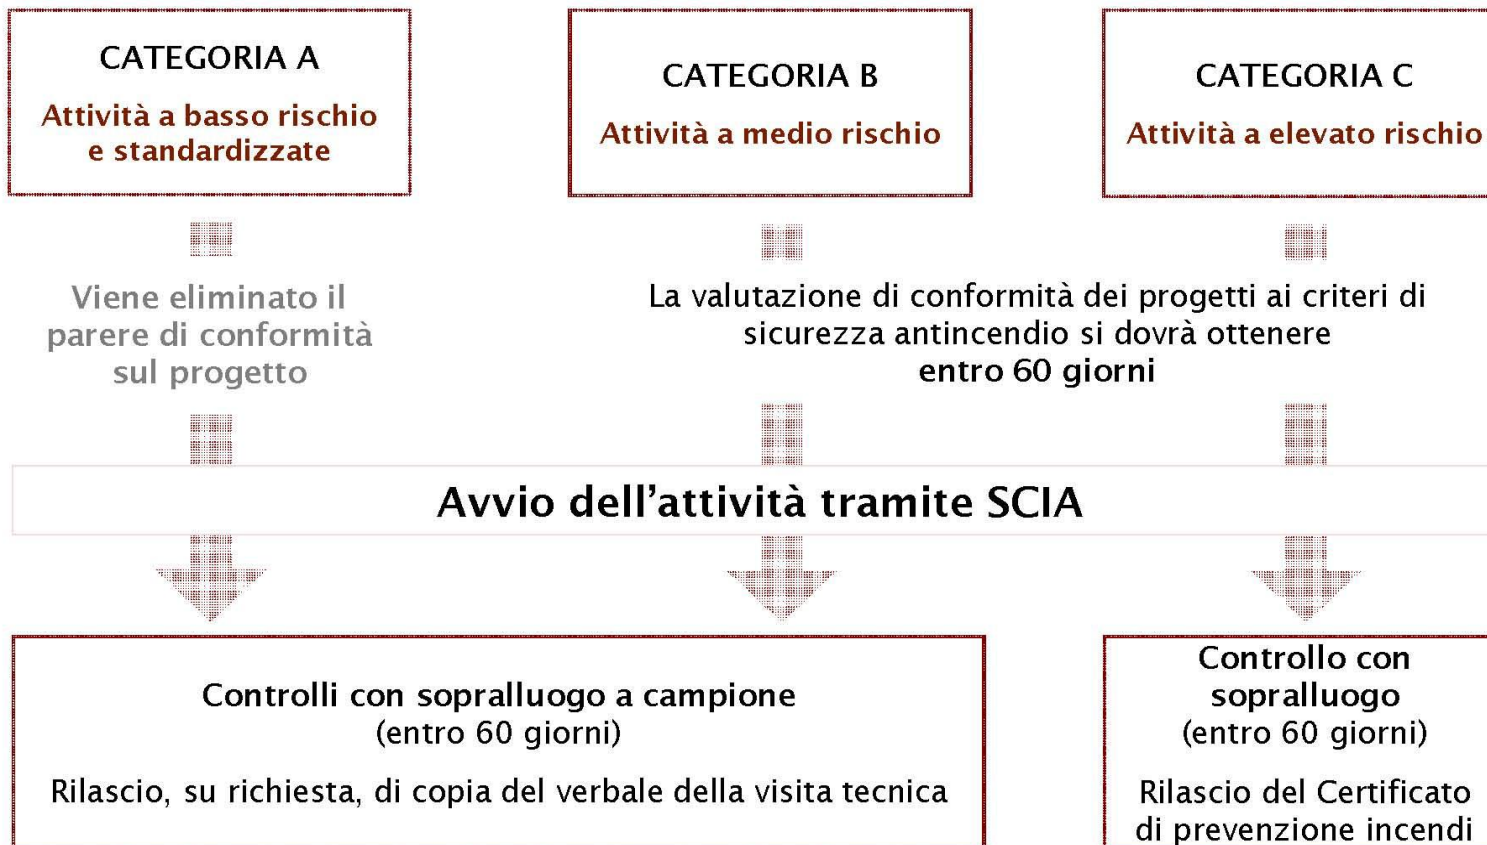 CATEGORIA A
Attività a basso rischio
e standardizzate
CATEGORIA B
Attività a medio rischio
CATEGORIA C
Attività a elevato rischio
Viene eliminato il
parere di conformità
sul progetto
La valutazione di conformità dei progetti ai criteri di
sicurezza antincendio si dovrà ottenere
entro 60 giorni
Avvio dell'attività tramite SCIA
Controlli con sopralluogo a campione
(entro 60 giorni)
Rilascio, su richiesta, di copia del verbale della visita tecnica
Controllo con
sopralluogo
(entro 60 giorni)
Rilascio del Certificato
di prevenzione incendi